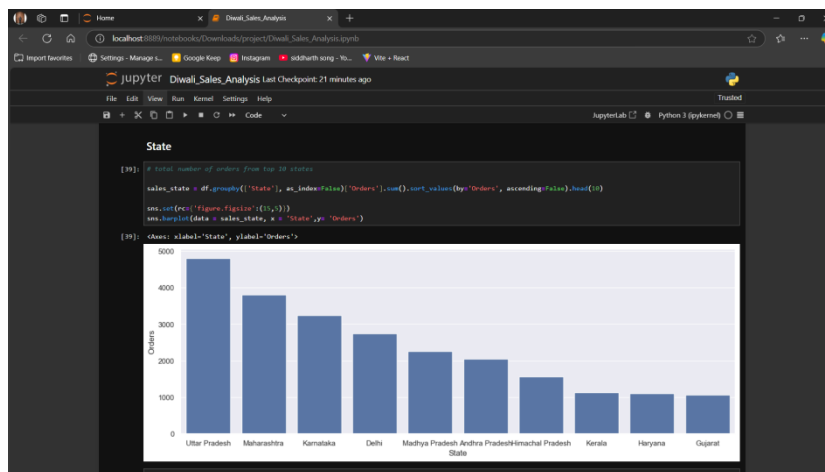 Home
Diwali_Sales_Analysis
localhost:8889/notebooks/Downloads/project/Diwali_Sales_Analysis.ipynb
Import favorites
Settings - Manage s...
Google Keep
Instagram
siddharth song - Yo...
Vite + React
jupyter Diwali_Sales_Analysis Last Checkpoint: 21 minutes ago
File Edit View Run Kernel Settings Help
Trusted
Code
JupyterLab
Python 3 (ipykernel)
State
[39]: # total number of orders from top 10 states
sales_state = df.groupby(['State'], as_index=False)['Orders'].sum().sort_values(by='Orders', ascending=False).head(10)
sns.set(rc={'figure.figsize':(15,5)})
sns.barplot(data = sales_state, x = 'State',y= 'Orders')
[39]: <Axes: xlabel='State', ylabel='Orders'>
5000
4000
3000
2000
1000
0
Orders
Uttar Pradesh Maharashtra Karnataka Delhi Madhya Pradesh Andhra Pradesh Himachal Pradesh Kerala Haryana Gujarat
State